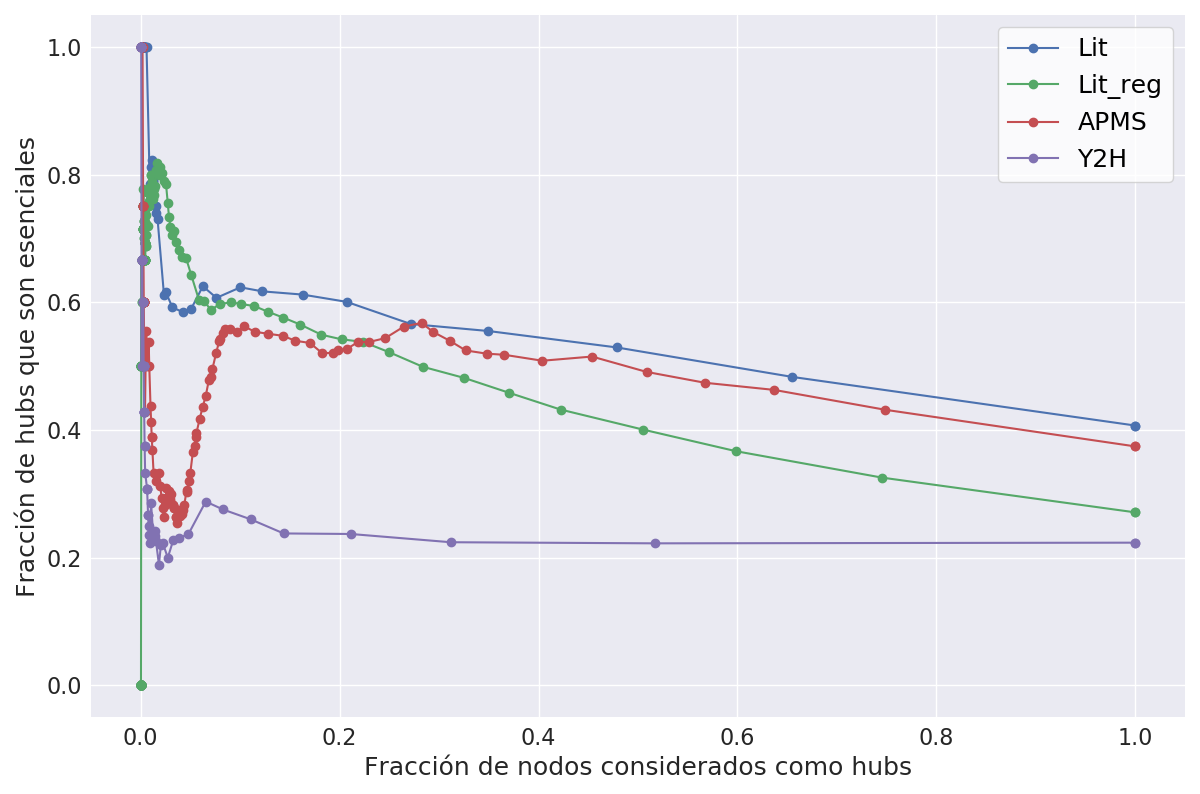 1.0
0.8
0.6
0.4
0.2
0.0
Fracción de hubs que son esenciales
Lit
Lit_reg
APMS
Y2H
0.0 0.2 0.4 0.6 0.8 1.0
Fracción de nodos considerados como hubs